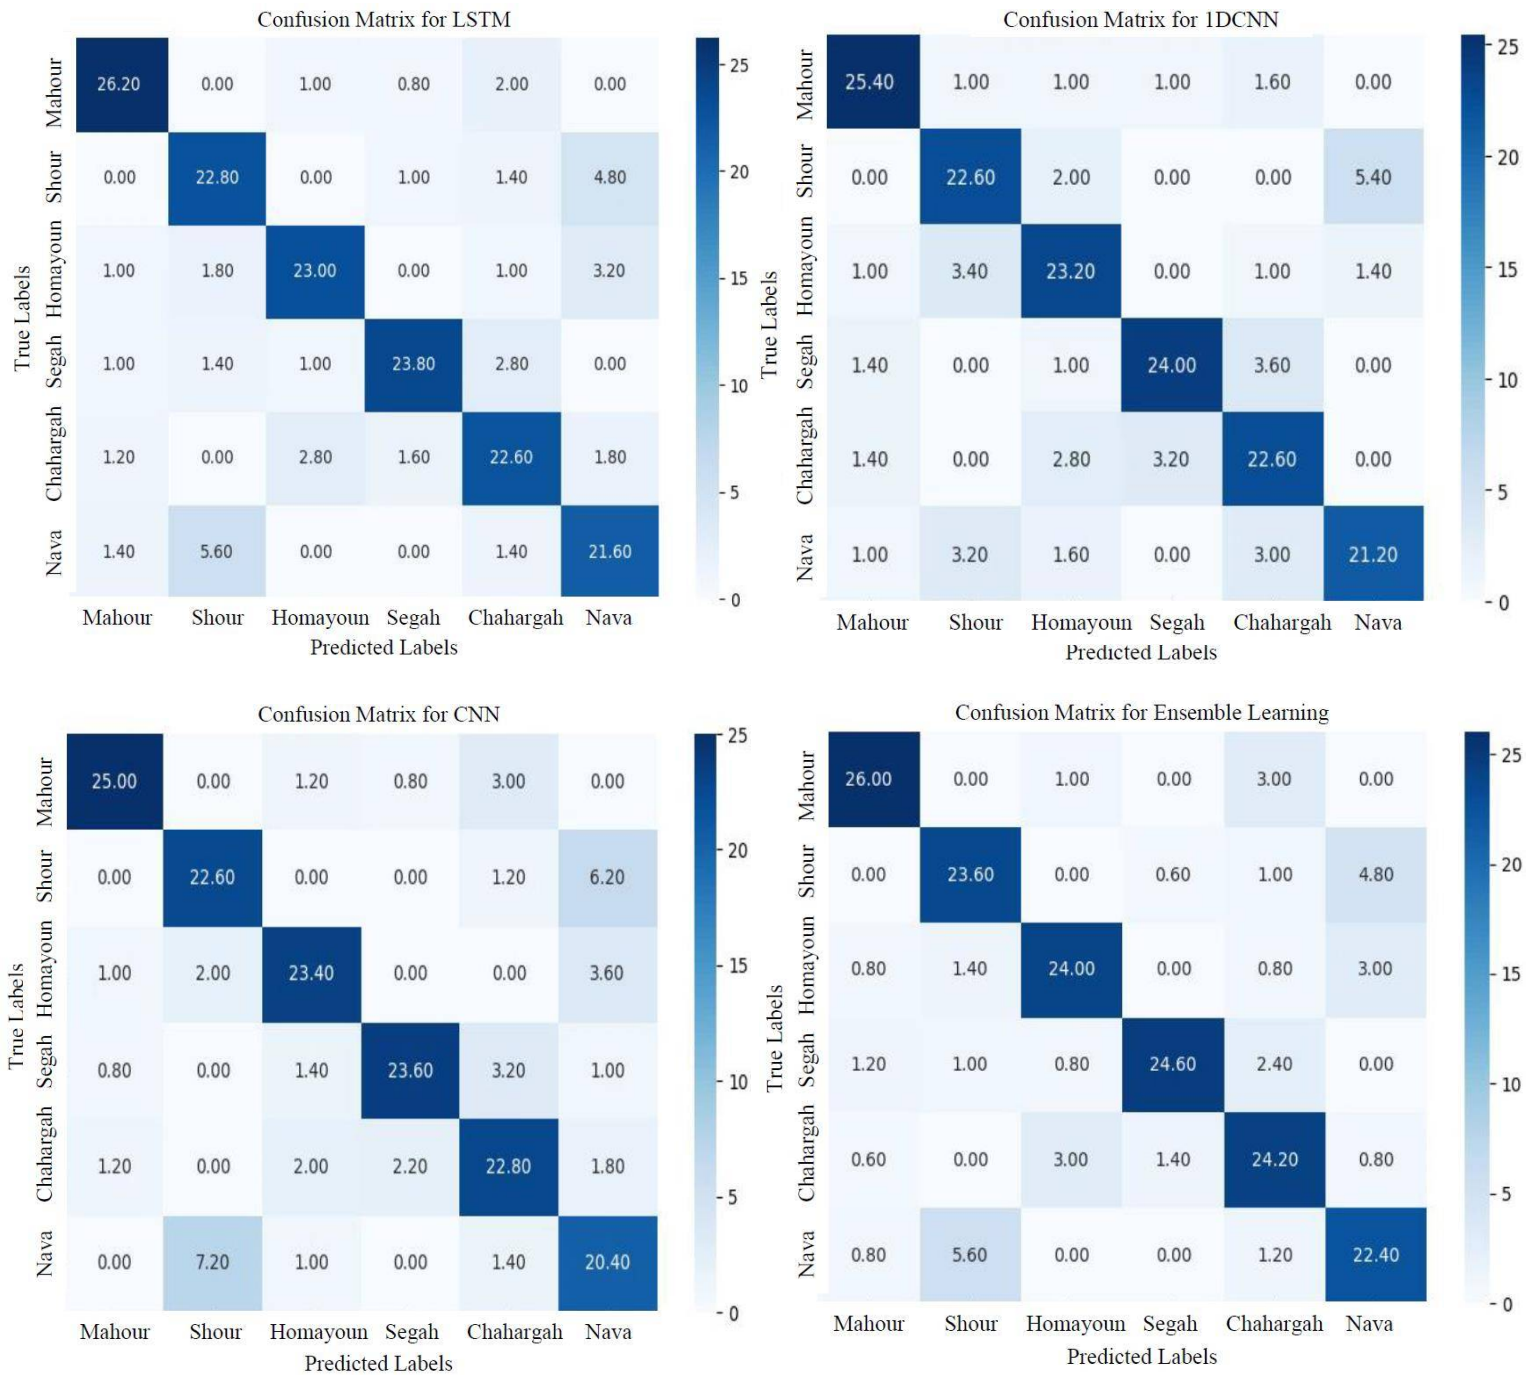 Confusion Matrix for LSTM
Mahour 26.20 0.00 1.00 0.80 2.00 0.00
Shour 0.00 22.80 0.00 1.00 1.40 4.80
Homayoun 1.00 1.80 23.00 0.00 1.00 3.20
Segah 1.00 1.40 1.00 23.80 2.80 0.00
Chahargah 1.20 0.00 2.80 1.60 22.60 1.80
Nava 1.40 5.60 0.00 0.00 1.40 21.60
True Labels
Mahour Shour Homayoun Segah Chahargah Nava
Predicted Labels
25
20
15
10
5
0
Confusion Matrix for 1DCNN
Mahour 25.40 1.00 1.00 1.00 1.60 0.00
Shour 0.00 22.60 2.00 0.00 0.00 5.40
Homayoun 1.00 3.40 23.20 0.00 1.00 1.40
Segah 1.40 0.00 1.00 24.00 3.60 0.00
Chahargah 1.40 0.00 2.80 3.20 22.60 0.00
Nava 1.00 3.20 1.60 0.00 3.00 21.20
True Labels
Mahour Shour Homayoun Segah Chahargah Nava
Predicted Labels
25
20
15
10
5
0
Confusion Matrix for CNN
Mahour 25.00 0.00 1.20 0.80 3.00 0.00
Shour 0.00 22.60 0.00 0.00 1.20 6.20
Homayoun 1.00 2.00 23.40 0.00 0.00 3.60
Segah 0.80 0.00 1.40 23.60 3.20 1.00
Chahargah 1.20 0.00 2.00 2.20 22.80 1.80
Nava 0.00 7.20 1.00 0.00 1.40 20.40
True Labels
Mahour Shour Homayoun Segah Chahargah Nava
Predicted Labels
25
20
15
10
5
0
Confusion Matrix for Ensemble Learning
Mahour 26.00 0.00 1.00 0.00 3.00 0.00
Shour 0.00 23.60 0.00 0.60 1.00 4.80
Homayoun 0.80 1.40 24.00 0.00 0.80 3.00
Segah 1.20 1.00 0.80 24.60 2.40 0.00
Chahargah 0.60 0.00 3.00 1.40 24.20 0.80
Nava 0.80 5.60 0.00 0.00 1.20 22.40
True Labels
Mahour Shour Homayoun Segah Chahargah Nava
Predicted Labels
25
20
15
10
5
0